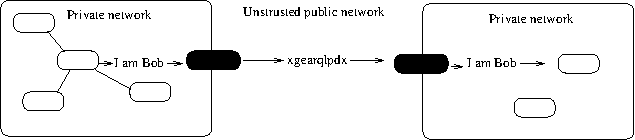 Private network
Unstrusted public network
Private network
I am Bob
xgearqlpdx
I am Bob